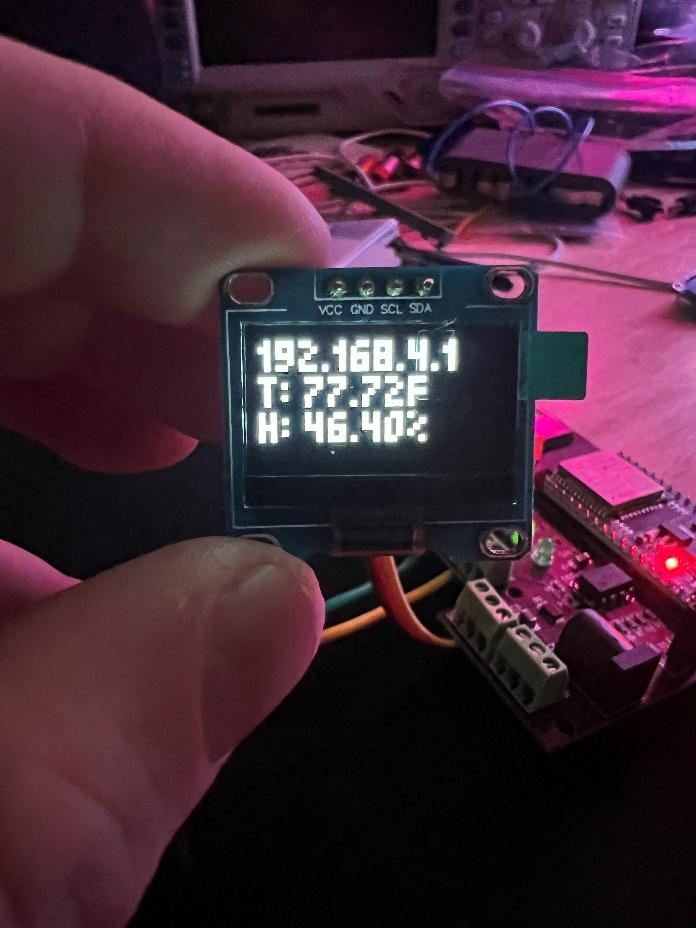 VCC GND SCL SDA
192.168.4.1
T: 77.72F
H: 46.40%